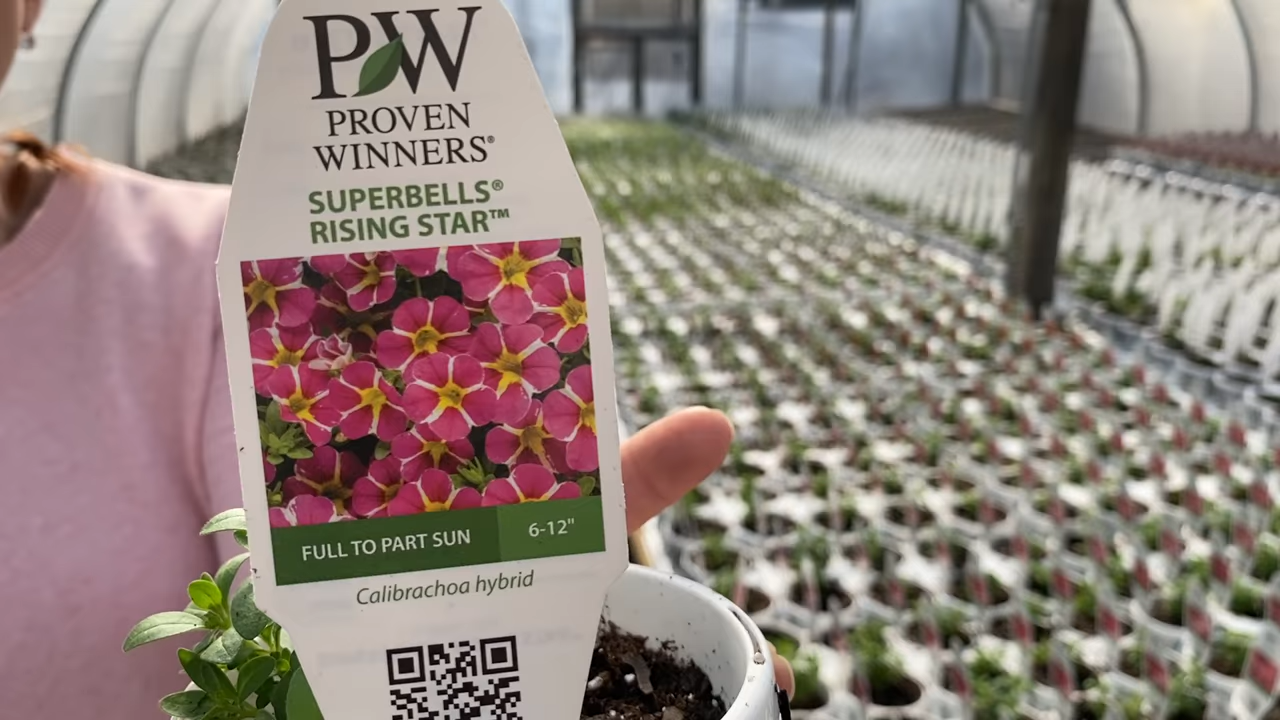 PW
PROVEN
WINNERS®
SUPERBELLS®
RISING STAR™
FULL TO PART SUN
6-12"
Calibrachoa hybrid